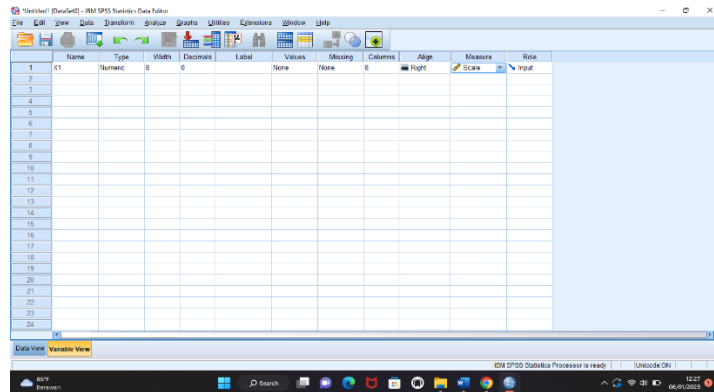 *Untitled1 [DataSet0] - IBM SPSS Statistics Data Editor
File Edit View Data Transform Analyze Graphs Utilities Extensions Window Help
Name Type Width Decimals Label Values Missing Columns Align Measure Role
1 X1 Numeric 8 0 None None 8 Right Scale Input
2
3
4
5
6
7
8
9
10
11
12
13
14
15
16
17
18
19
20
21
22
23
24
Data View Variable View
IBM SPSS Statistics Processor is ready Unicode:ON
85°F
Berawan
Search
12:27
06/01/2025